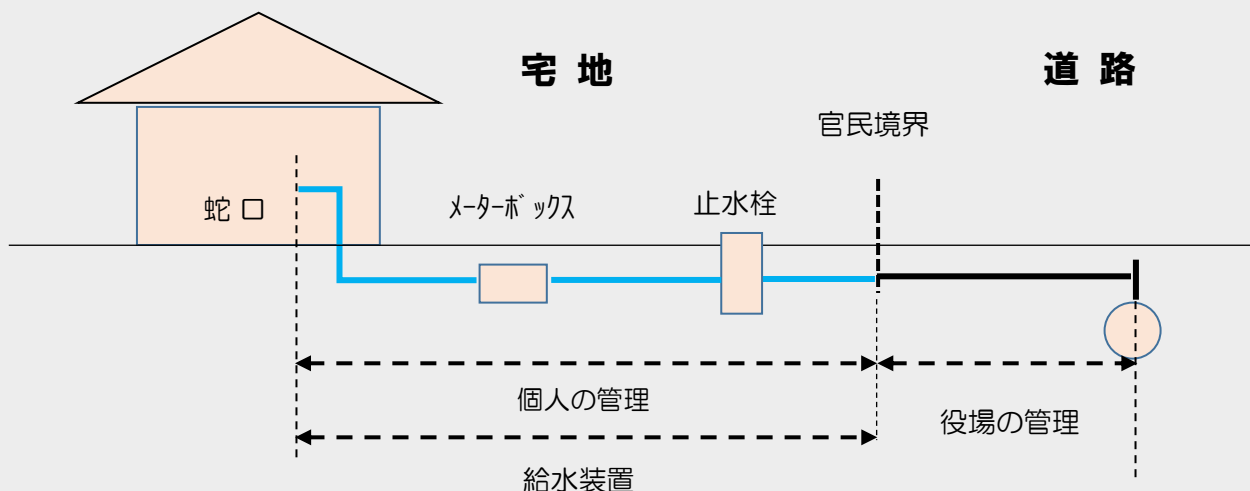 宅 地
道 路
官民境界
蛇 口
ﾒｰﾀｰﾎﾞｯｸｽ
止水栓
個人の管理
役場の管理
給水装置